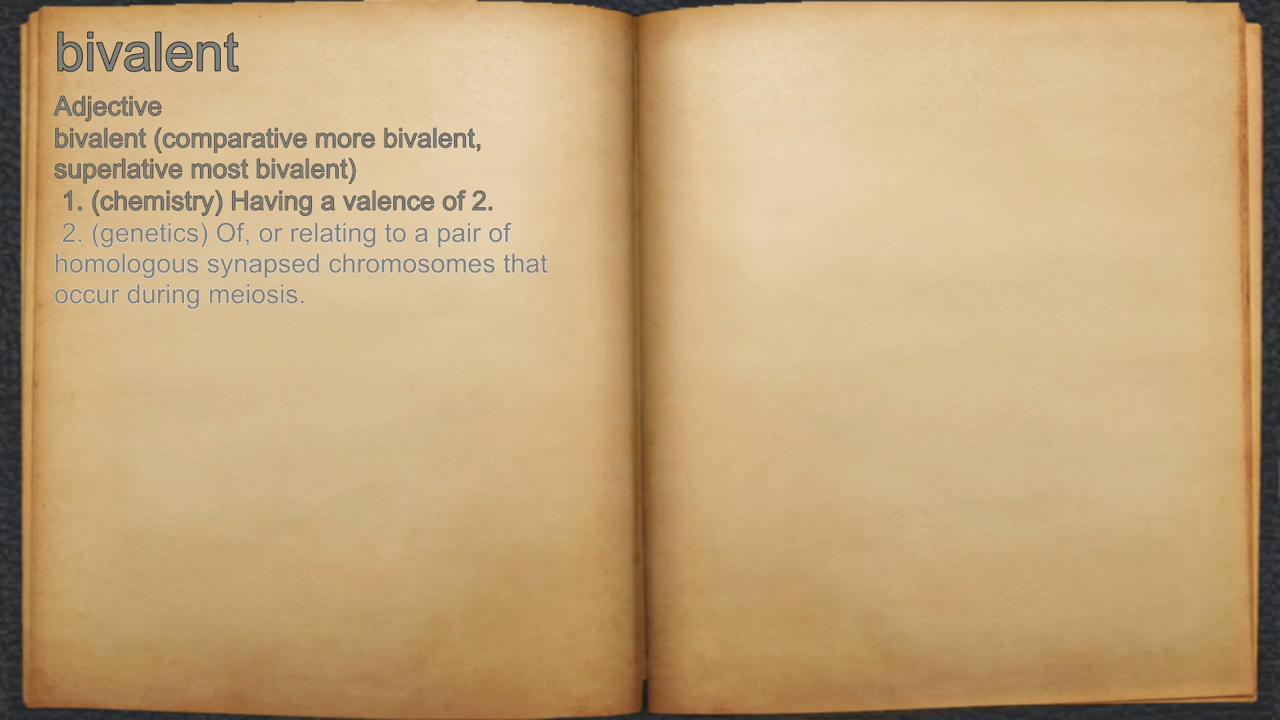 bivalent
Adjective
bivalent (comparative more bivalent,
superlative most bivalent)
1. (chemistry) Having a valence of 2.
2. (genetics) Of, or relating to a pair of
homologous synapsed chromosomes that
occur during meiosis.